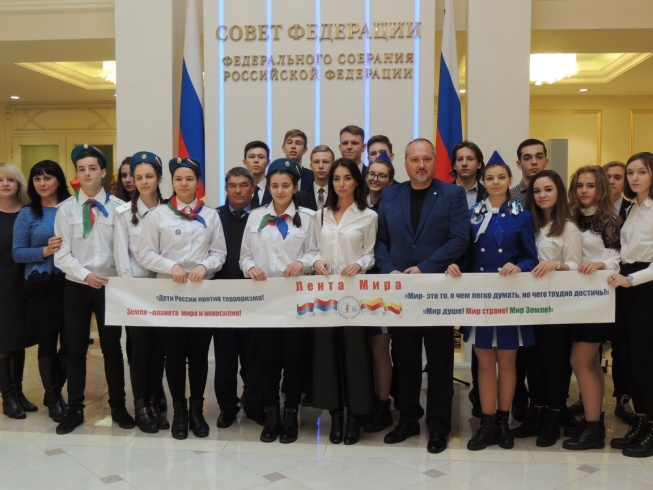 СОВЕТ ФЕДЕРАЦИИ
ФЕДЕРАЛЬНОГО СОБРАНИЯ
РОССИЙСКОЙ ФЕДЕРАЦИИ
Лента Мира
«Дети России против терроризма!
Земля –планета мира и ненасилия!
«Мир- это то, о чем легко думать, но чего трудно достичь!»
«Мир душе! Мир стране! Мир Земле!»